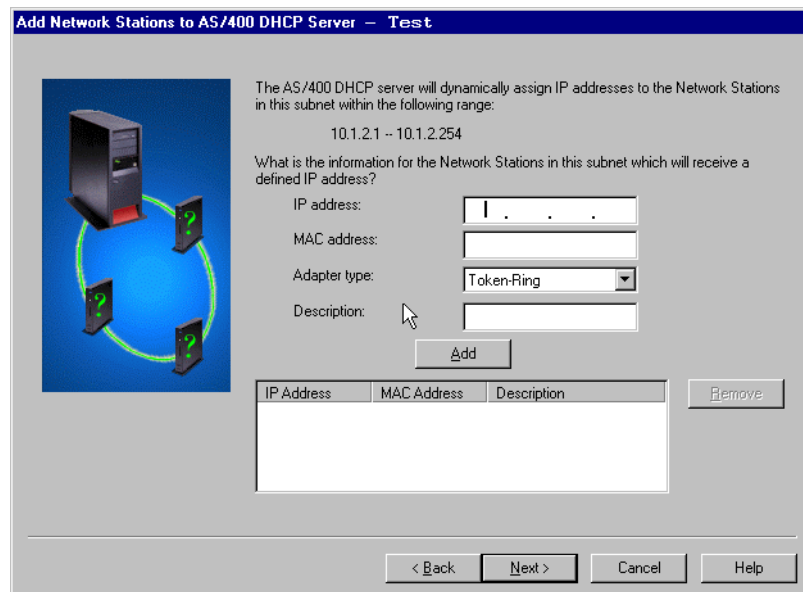 Add Network Stations to AS/400 DHCP Server – Test
The AS/400 DHCP server will dynamically assign IP addresses to the Network Stations
in this subnet within the following range:
10.1.2.1 -- 10.1.2.254
What is the information for the Network Stations in this subnet which will receive a
defined IP address?
IP address:
. . .
MAC address:
Adapter type:
Token-Ring
Description:
Add
IP Address MAC Address Description
Remove
< Back Next > Cancel Help
? ? ?